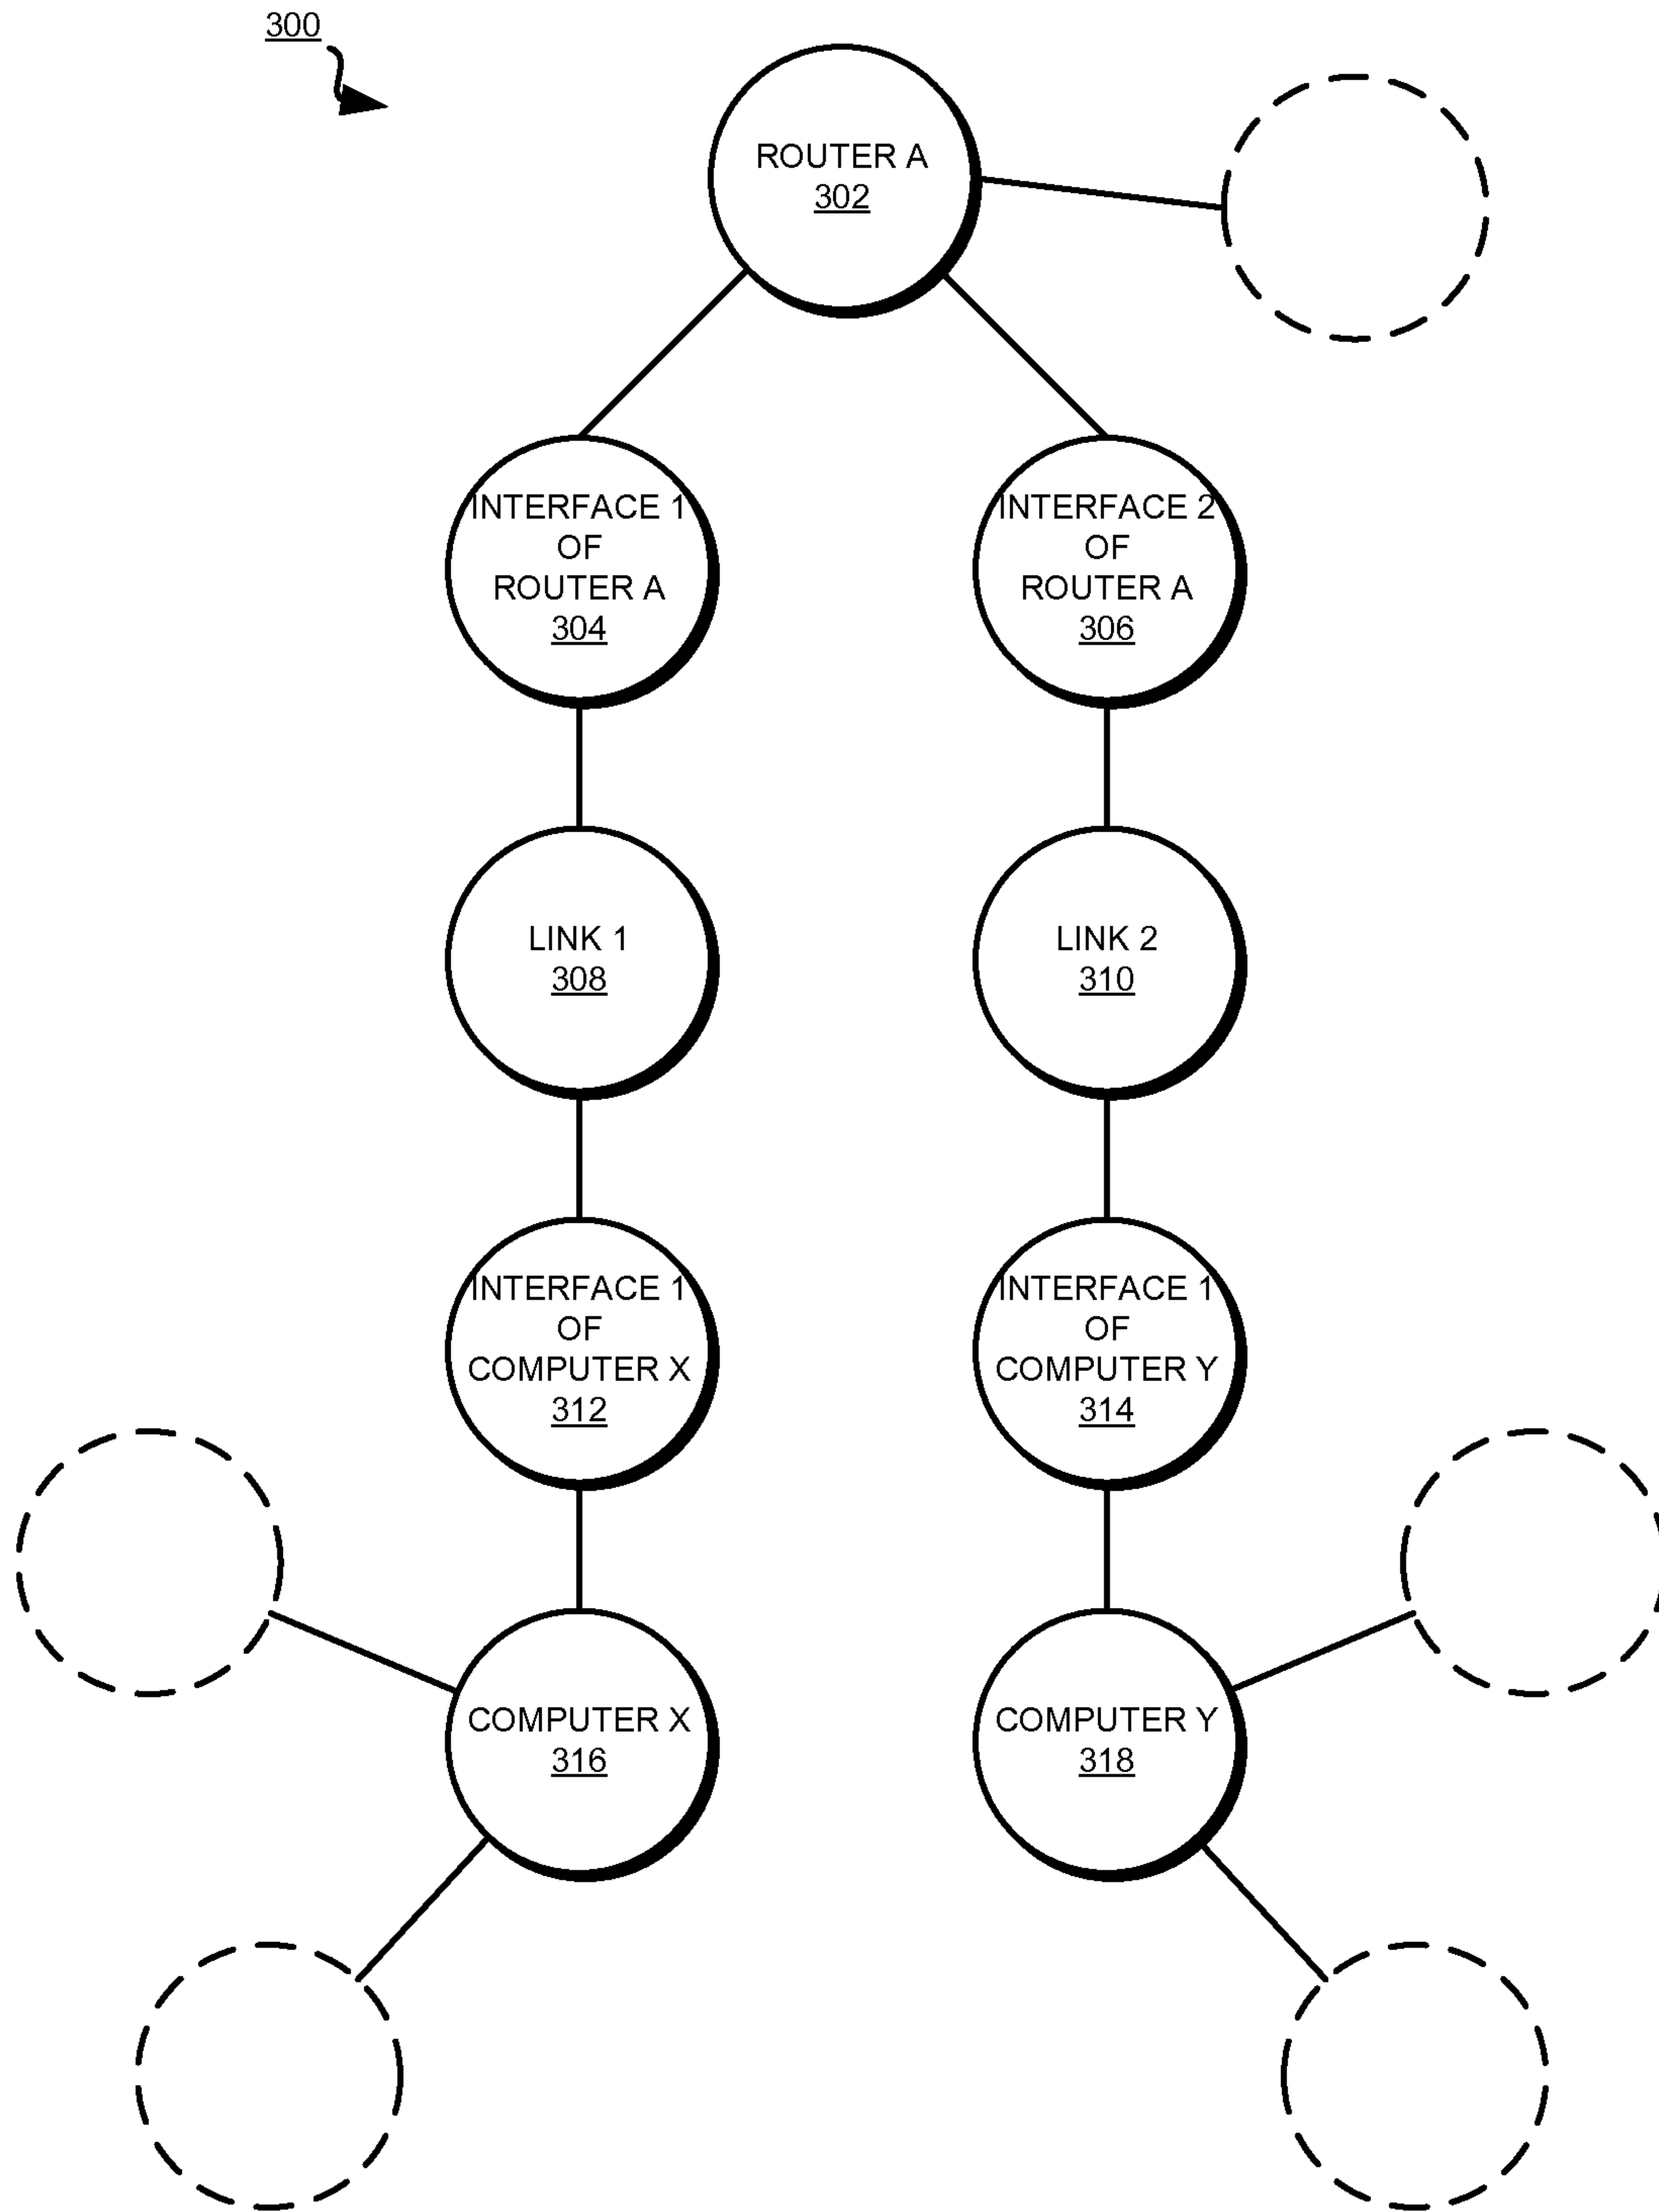 300
ROUTER A
302
INTERFACE 1
OF
ROUTER A
304
INTERFACE 2
OF
ROUTER A
306
LINK 1
308
LINK 2
310
INTERFACE 1
OF
COMPUTER X
312
INTERFACE 1
OF
COMPUTER Y
314
COMPUTER X
316
COMPUTER Y
318